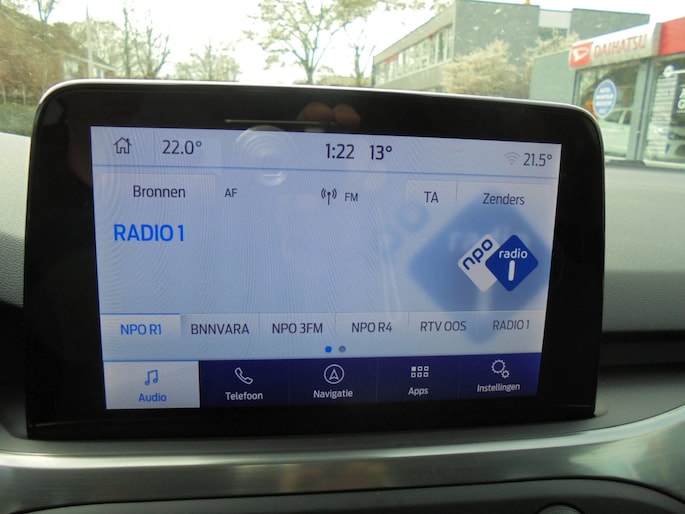 DAIHATSU
22.0° 1:22 13° 21.5°
Bronnen AF FM TA Zenders
RADIO 1
npo radio 1
NPO R1 BNNVARA NPO 3FM NPO R4 RTV OOS RADIO 1
Audio Telefoon Navigatie Apps Instellingen